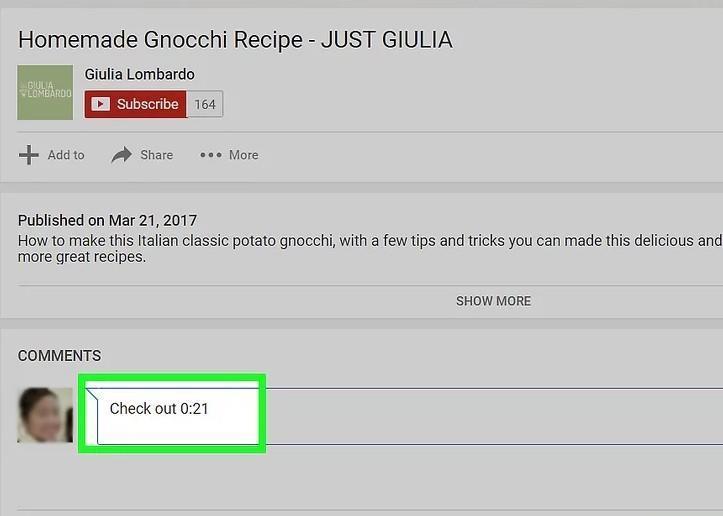 Homemade Gnocchi Recipe - JUST GIULIA
GIULIA
LOMBARDO
Giulia Lombardo
Subscribe 164
Add to Share More
Published on Mar 21, 2017
How to make this Italian classic potato gnocchi, with a few tips and tricks you can made this delicious and
more great recipes.
SHOW MORE
COMMENTS
Check out 0:21